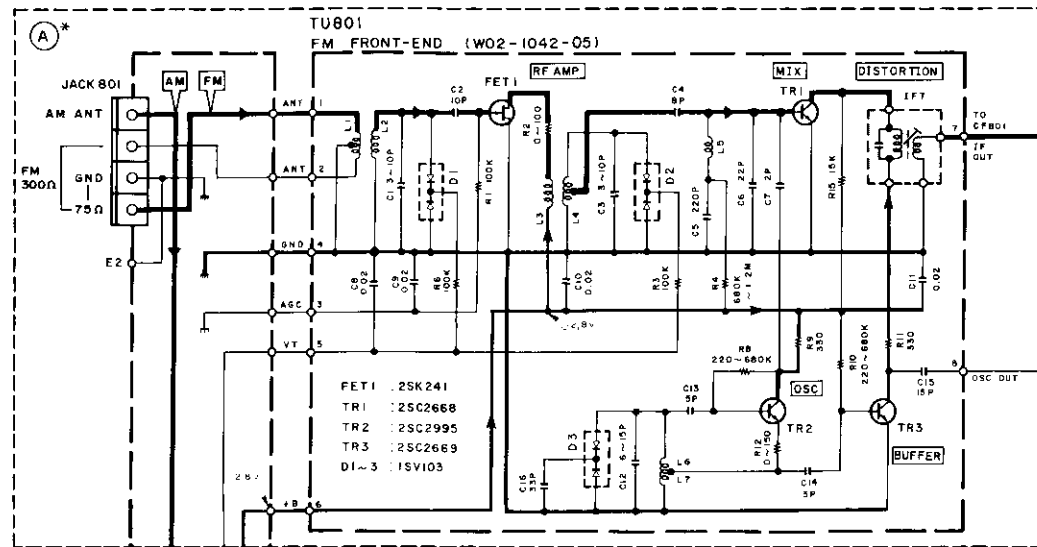 A *
TU801
FM FRONT-END (W02-1042-05)
JACK801
AM
FM
AM ANT
FM
300Ω
GND
75Ω
E2
ANT 1
ANT 2
GND 4
AGC 3
VT 5
+B 6
L1
L2
C1 3~10P
C2
10P
D1
R1 100K
FET1
RF AMP
R2
0~100
L3
L4
C3 3~10P
C4
8P
D2
L5
C5 220P
C6 22P
C7 2P
MIX
TR1
R15 15K
DISTORTION
IFT
7
TO
CF801
IF
OUT
C8
0.02
C9
0.02
R6
100K
C10
0.02
R3
100K
R4
680K
~1.2M
C11
0.02
R8
220~680K
R9
330
R10
220~680K
R11
330
8
OSC OUT
C15
15P
FET1 : 2SK241
TR1 : 2SC2668
TR2 : 2SC2995
TR3 : 2SC2669
D1~3 : 1SV103
C13
5P
OSC
TR2
TR3
BUFFER
D3
C12 6~15P
C16
33P
L6
L7
R12
0~150
C14
5P